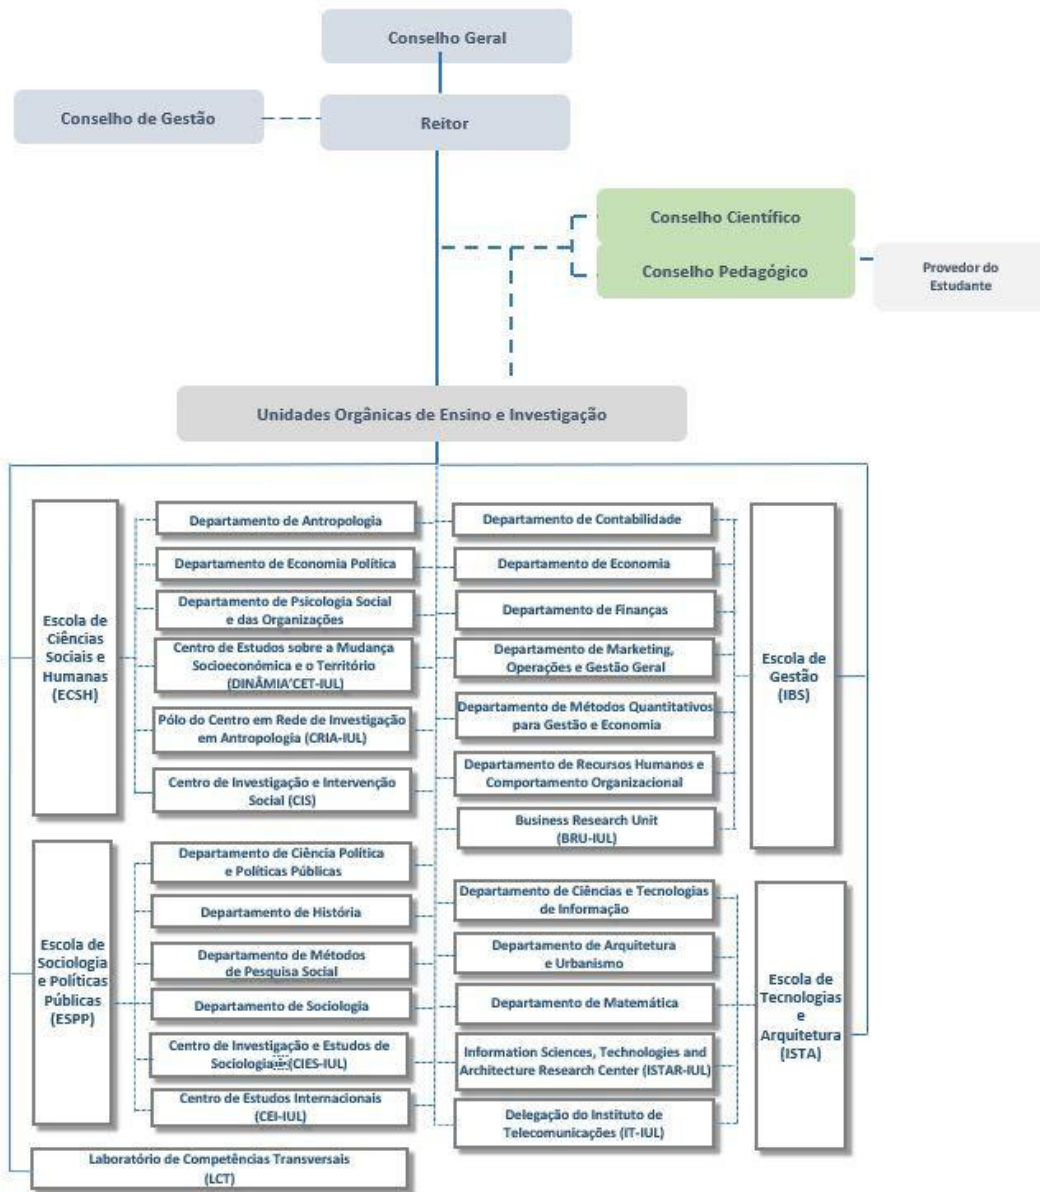 Conselho Geral
Conselho de Gestão
Reitor
Conselho Científico
Conselho Pedagógico
Provedor do
Estudante
Unidades Orgânicas de Ensino e Investigação
Escola de
Ciências
Sociais e
Humanas
(ECSH)
Departamento de Antropologia
Departamento de Economia Política
Departamento de Psicologia Social
e das Organizações
Centro de Estudos sobre a Mudança
Socioeconómica e o Território
(DINÂMIA'CET-IUL)
Pólo do Centro em Rede de Investigação
em Antropologia (CRIA-IUL)
Centro de Investigação e Intervenção
Social (CIS)
Departamento de Contabilidade
Departamento de Economia
Departamento de Finanças
Departamento de Marketing,
Operações e Gestão Geral
Departamento de Métodos Quantitativos
para Gestão e Economia
Departamento de Recursos Humanos e
Comportamento Organizacional
Business Research Unit
(BRU-IUL)
Escola de
Gestão
(IBS)
Escola de
Sociologia
e Políticas
Públicas
(ESPP)
Departamento de Ciência Política
e Políticas Públicas
Departamento de História
Departamento de Métodos
de Pesquisa Social
Departamento de Sociologia
Centro de Investigação e Estudos de
Sociologia (CIES-IUL)
Centro de Estudos Internacionais
(CEI-IUL)
Departamento de Ciências e Tecnologias
de Informação
Departamento de Arquitetura
e Urbanismo
Departamento de Matemática
Information Sciences, Technologies and
Architecture Research Center (ISTAR-IUL)
Delegação do Instituto de
Telecomunicações (IT-IUL)
Escola de
Tecnologias
e
Arquitetura
(ISTA)
Laboratório de Competências Transversais
(LCT)